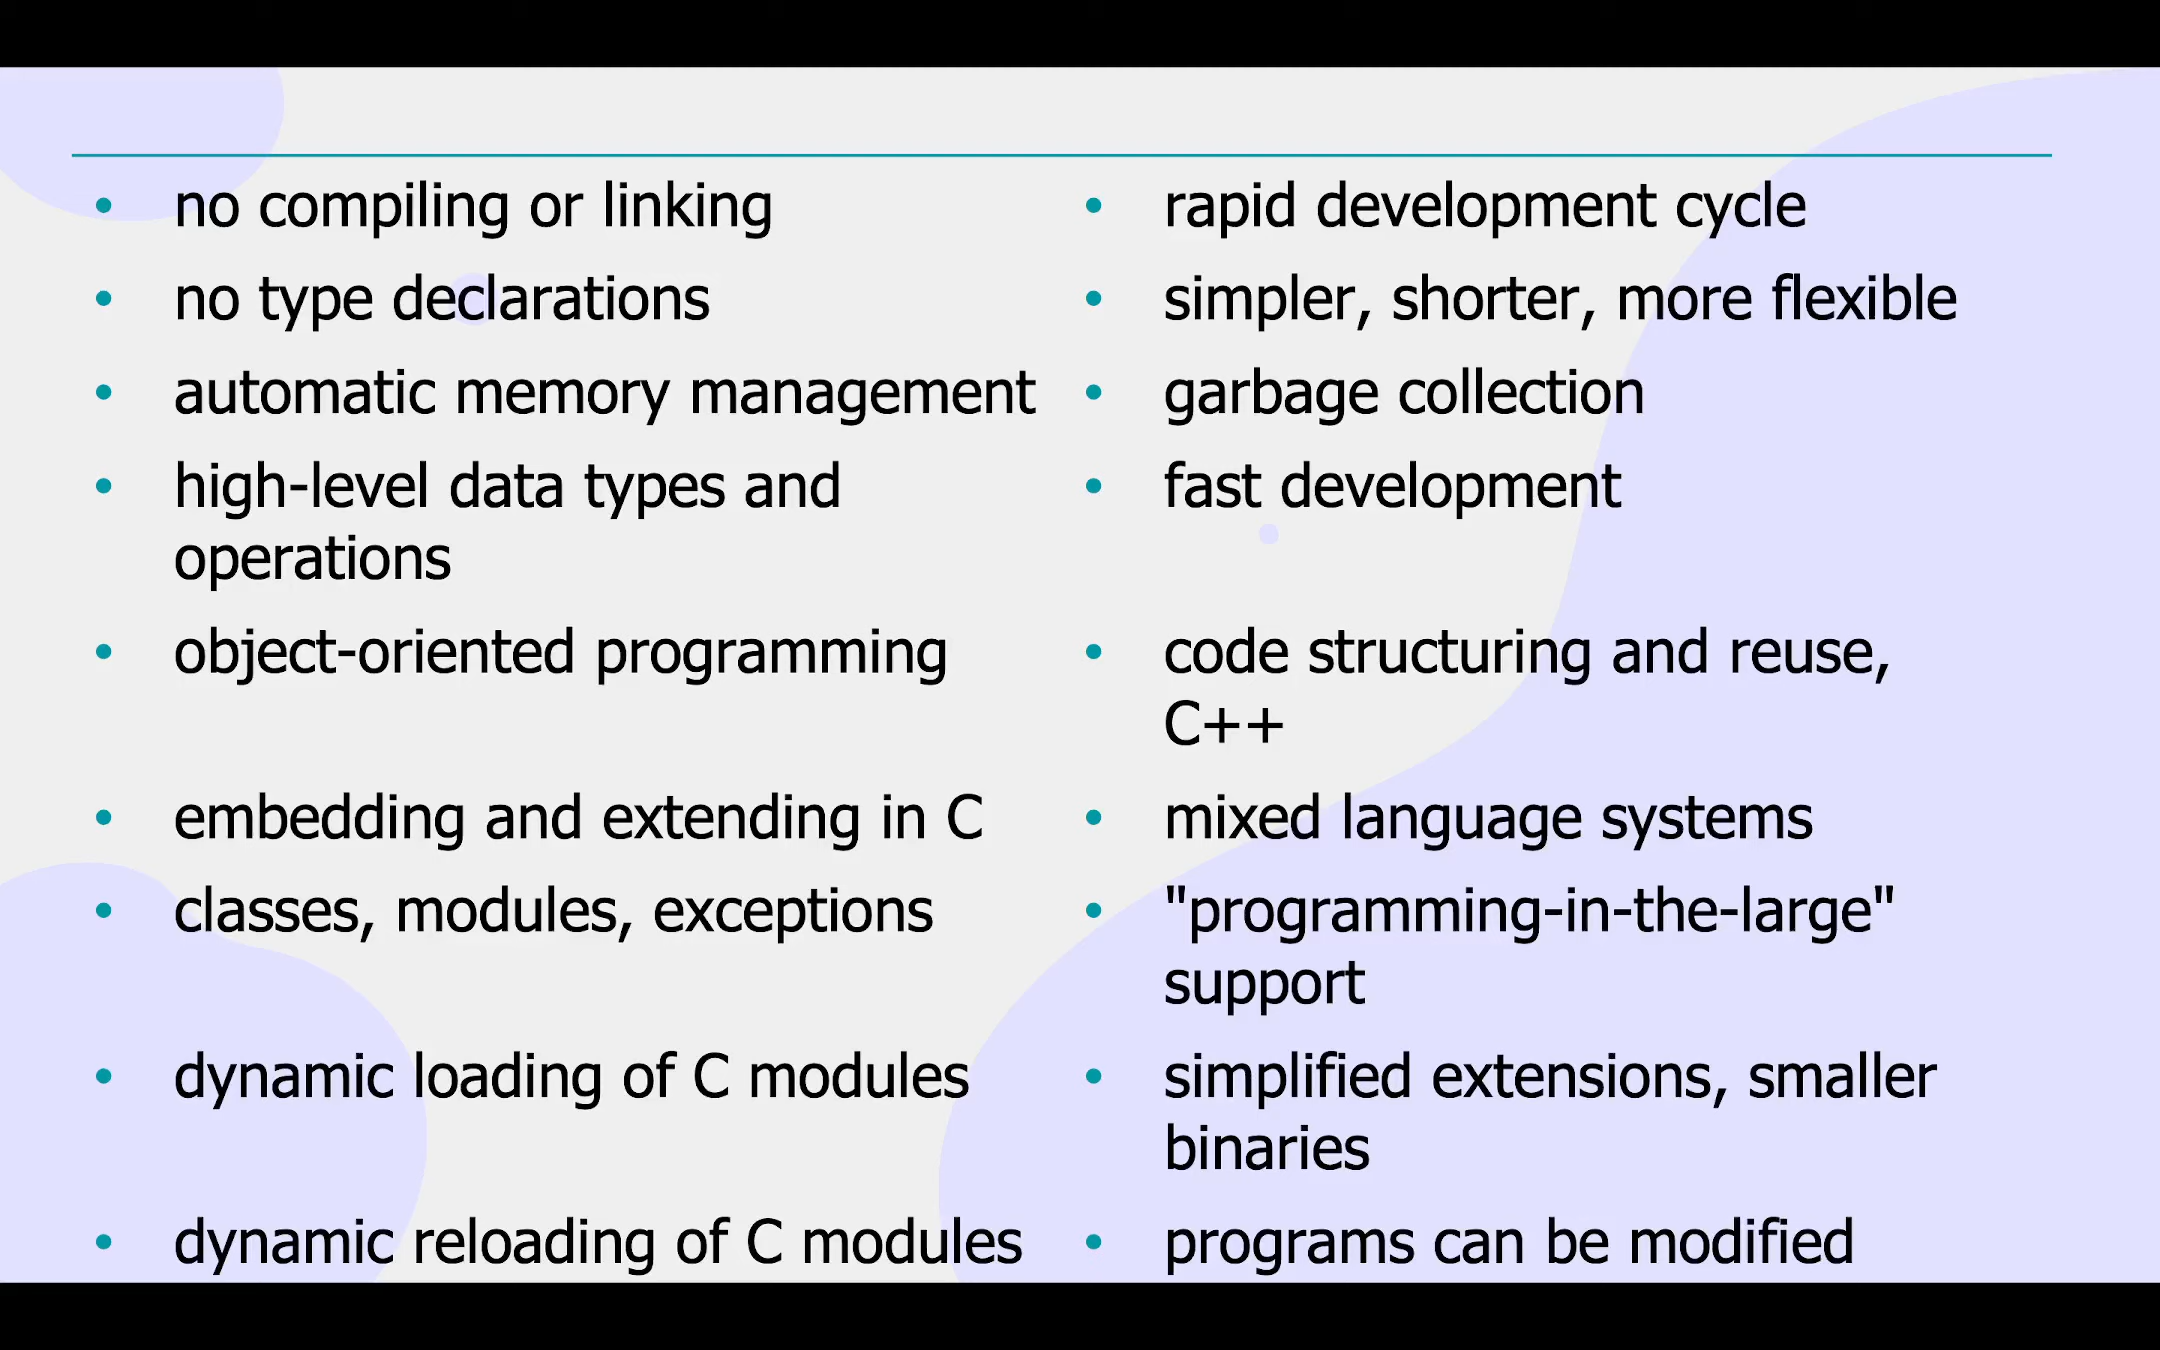 no compiling or linking
rapid development cycle
no type declarations
simpler, shorter, more flexible
automatic memory management
garbage collection
high-level data types and
operations
fast development
object-oriented programming
code structuring and reuse,
C++
embedding and extending in C
mixed language systems
classes, modules, exceptions
"programming-in-the-large"
support
dynamic loading of C modules
simplified extensions, smaller
binaries
dynamic reloading of C modules
programs can be modified